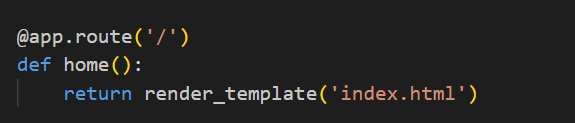 @app.route('/')
def home():
    return render_template('index.html')